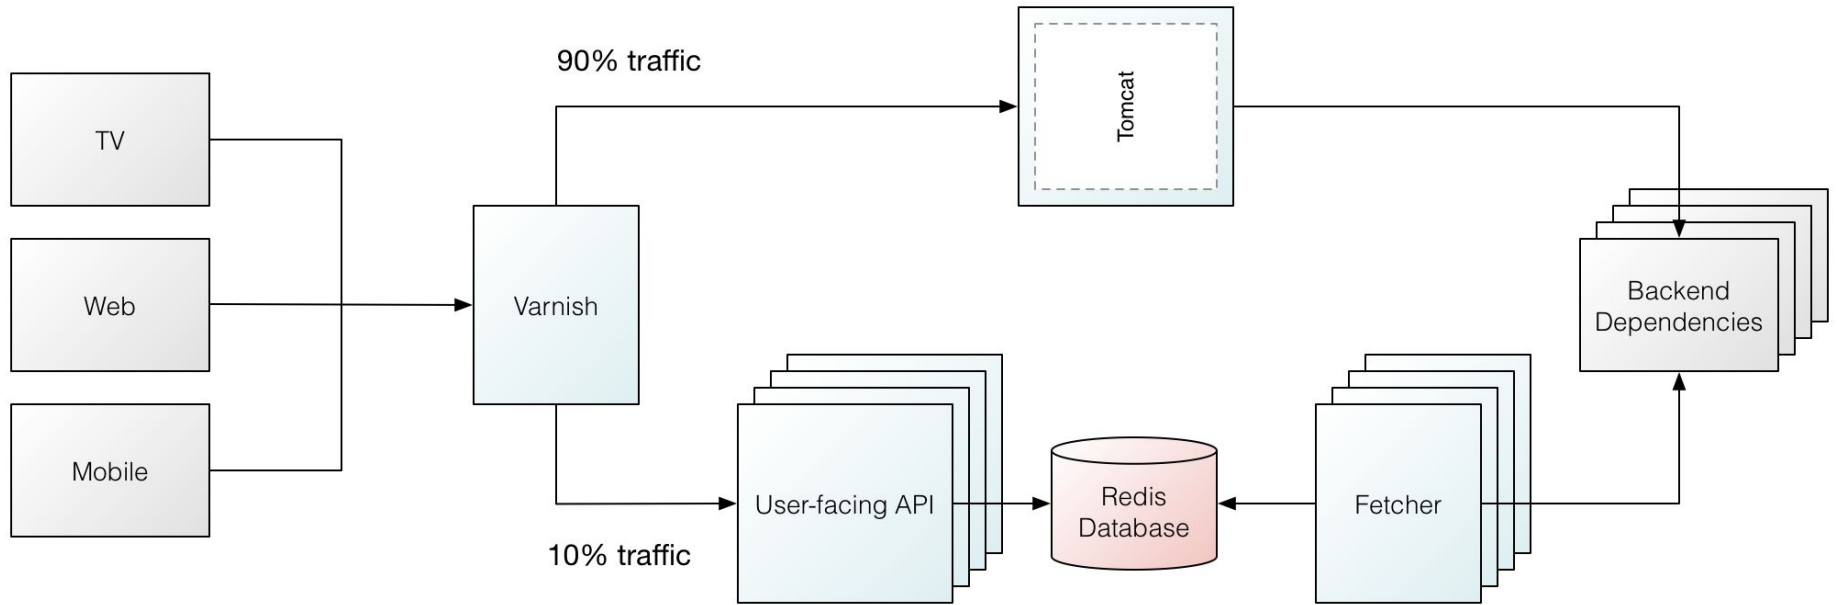 90% traffic
Tomcat
TV
Web
Mobile
Varnish
Backend
Dependencies
User-facing API
Redis
Database
Fetcher
10% traffic